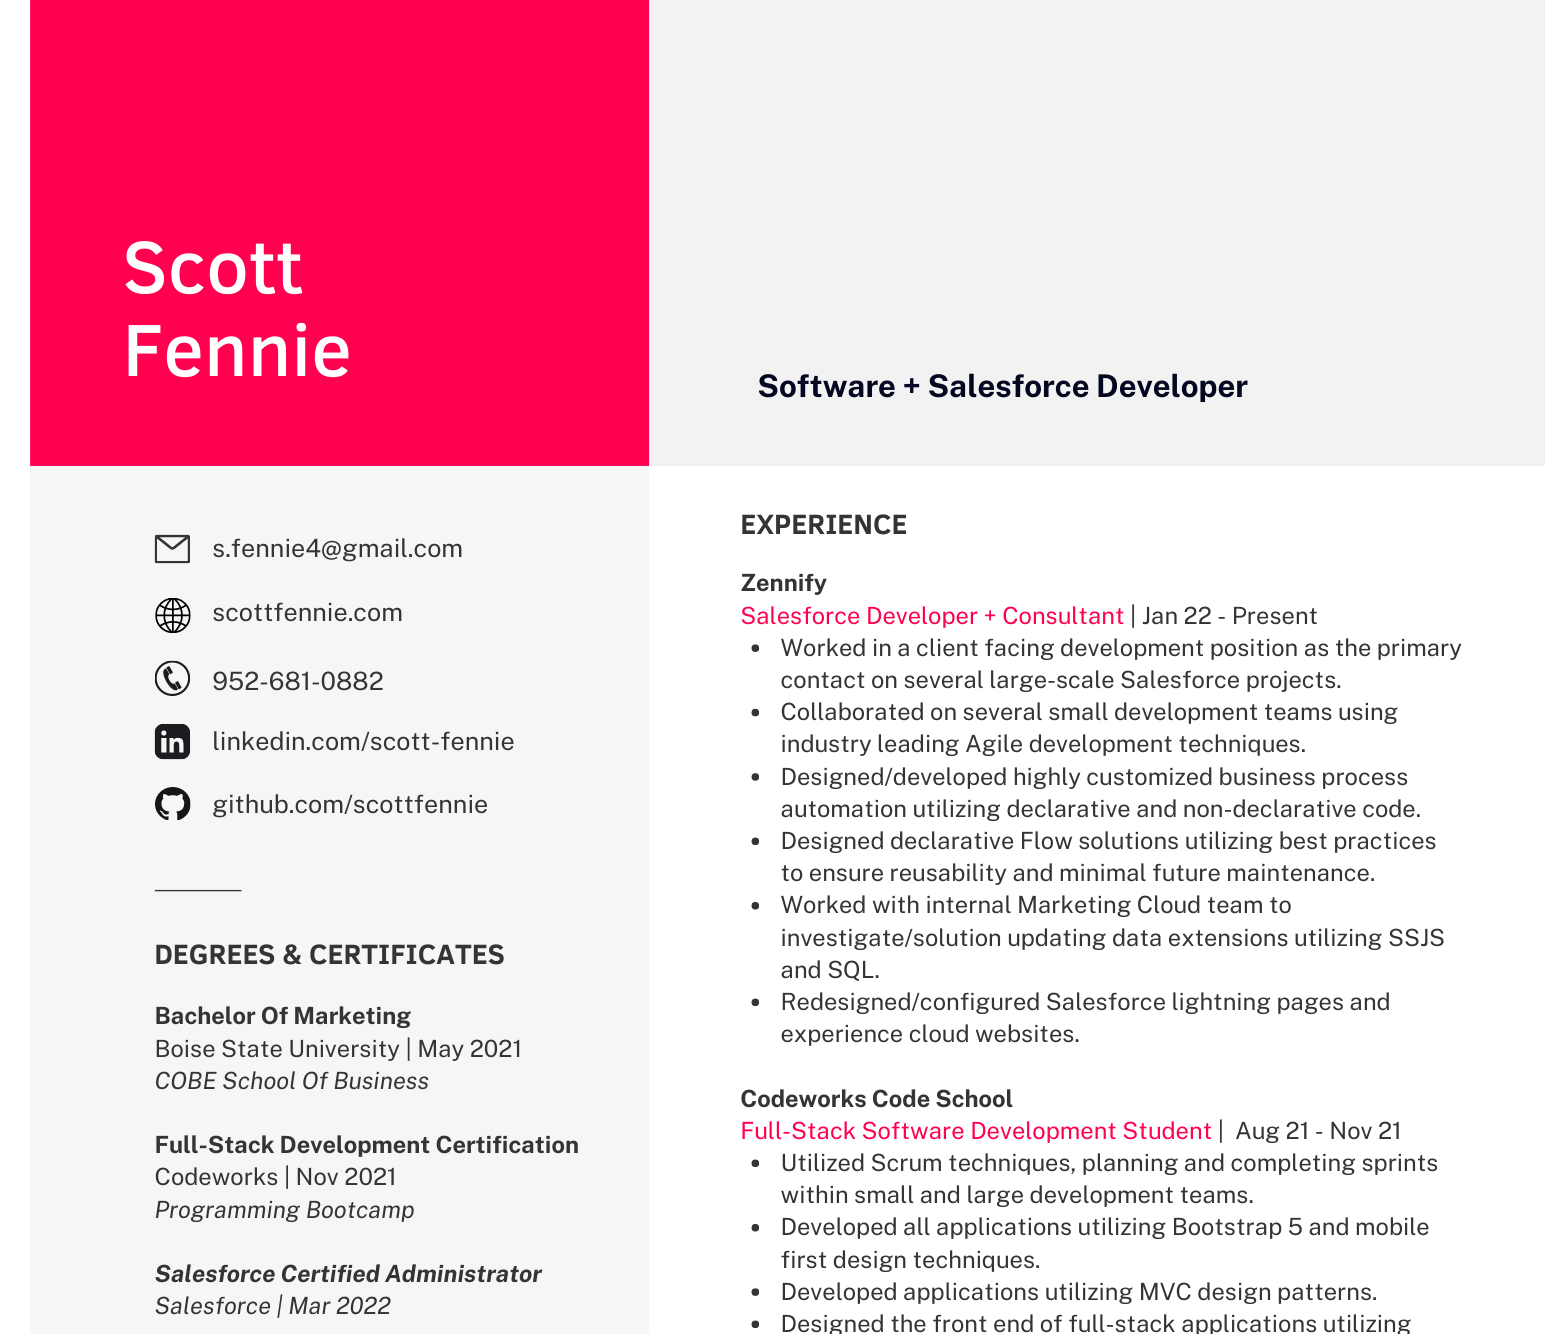 Scott
Fennie
Software + Salesforce Developer
s.fennie4@gmail.com
scottfennie.com
952-681-0882
linkedin.com/scott-fennie
github.com/scottfennie
DEGREES & CERTIFICATES
Bachelor Of Marketing
Boise State University | May 2021
COBE School Of Business
Full-Stack Development Certification
Codeworks | Nov 2021
Programming Bootcamp
Salesforce Certified Administrator
Salesforce | Mar 2022
EXPERIENCE
Zennify
Salesforce Developer + Consultant | Jan 22 - Present
• Worked in a client facing development position as the primary
contact on several large-scale Salesforce projects.
• Collaborated on several small development teams using
industry leading Agile development techniques.
• Designed/developed highly customized business process
automation utilizing declarative and non-declarative code.
• Designed declarative Flow solutions utilizing best practices
to ensure reusability and minimal future maintenance.
• Worked with internal Marketing Cloud team to
investigate/solution updating data extensions utilizing SSJS
and SQL.
• Redesigned/configured Salesforce lightning pages and
experience cloud websites.
Codeworks Code School
Full-Stack Software Development Student | Aug 21 - Nov 21
• Utilized Scrum techniques, planning and completing sprints
within small and large development teams.
• Developed all applications utilizing Bootstrap 5 and mobile
first design techniques.
• Developed applications utilizing MVC design patterns.
• Designed the front end of full-stack applications utilizing